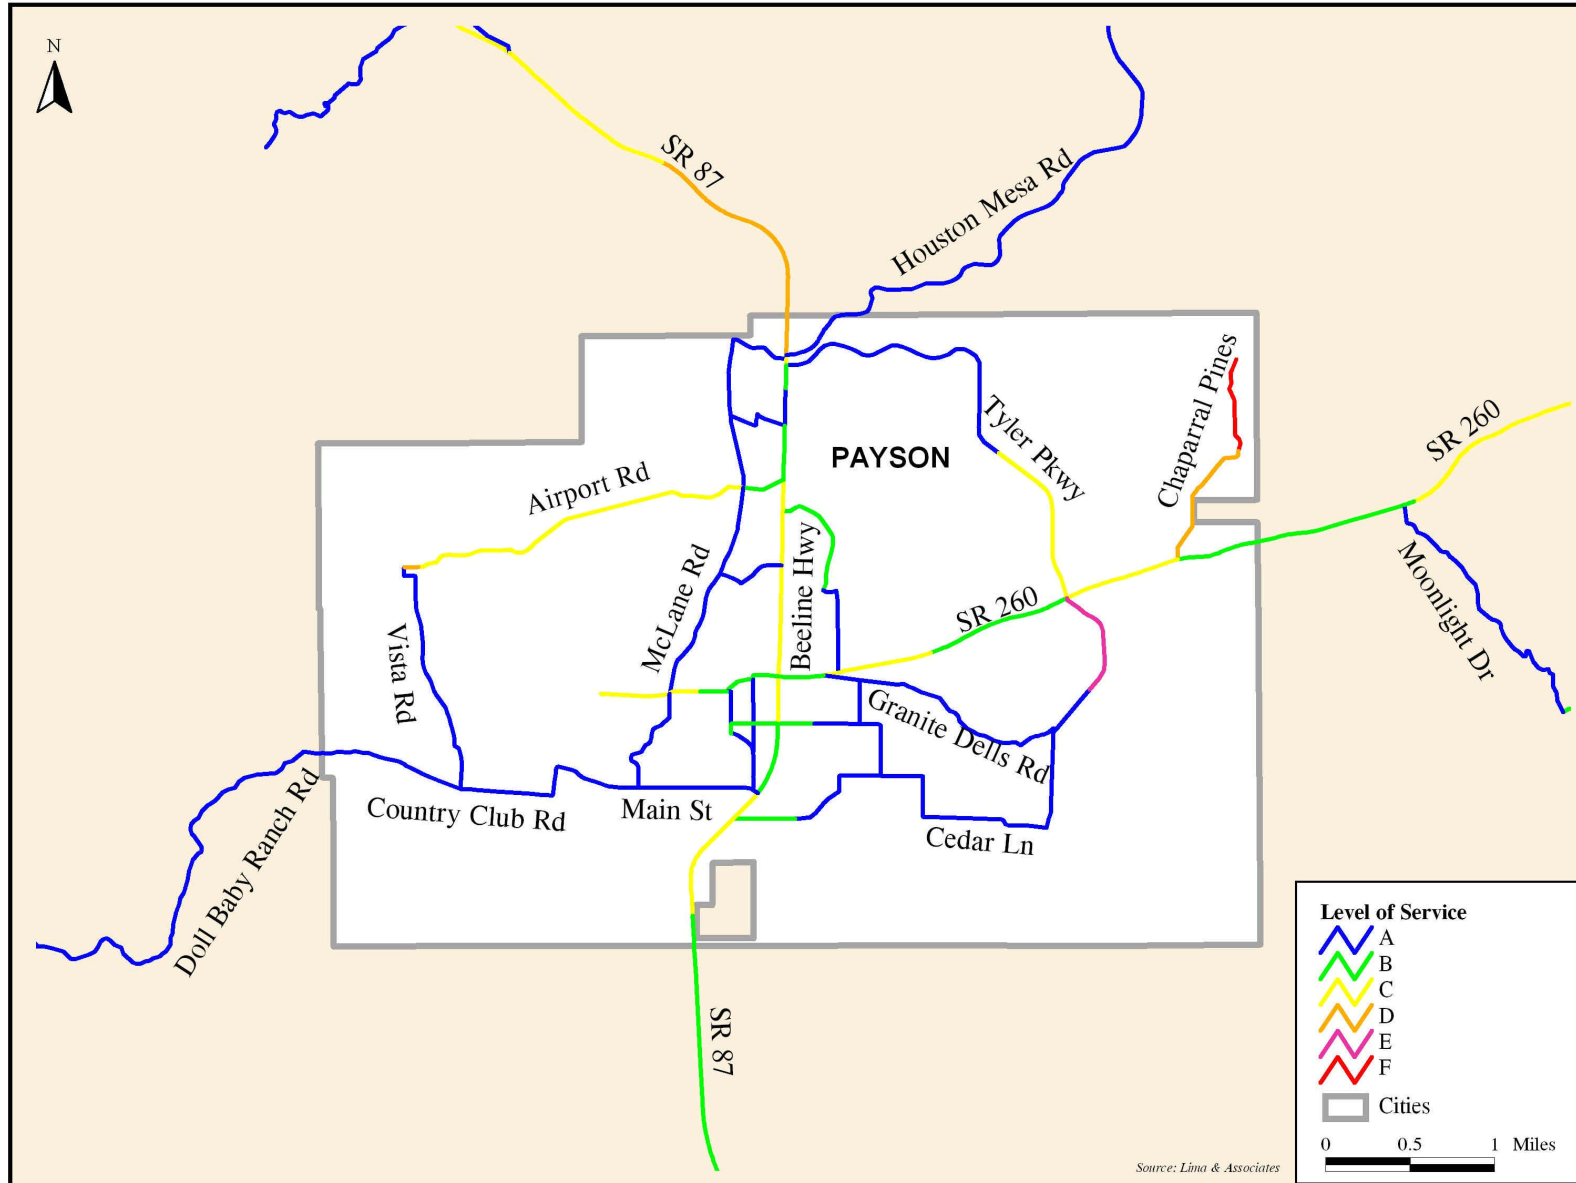 N
SR 87
Houston Mesa Rd
Chaparral Pines
Tyler Pkwy
SR 260
PAYSON
Airport Rd
Beeline Hwy
McLane Rd
SR 260
Moonlight Dr
Vista Rd
Granite Dells Rd
Doll Baby Ranch Rd
Country Club Rd
Main St
Cedar Ln
SR 87
Level of Service
A
B
C
D
E
F
Cities
0 0.5 1 Miles
Source: Lima & Associates